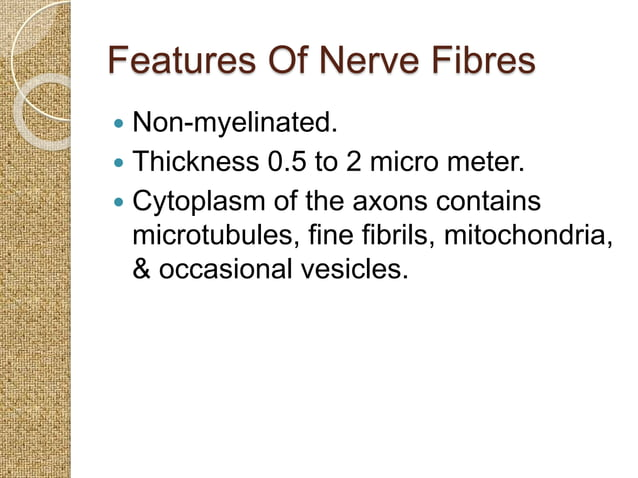 Features Of Nerve Fibres
• Non-myelinated.
• Thickness 0.5 to 2 micro meter.
• Cytoplasm of the axons contains
microtubules, fine fibrils, mitochondria,
& occasional vesicles.